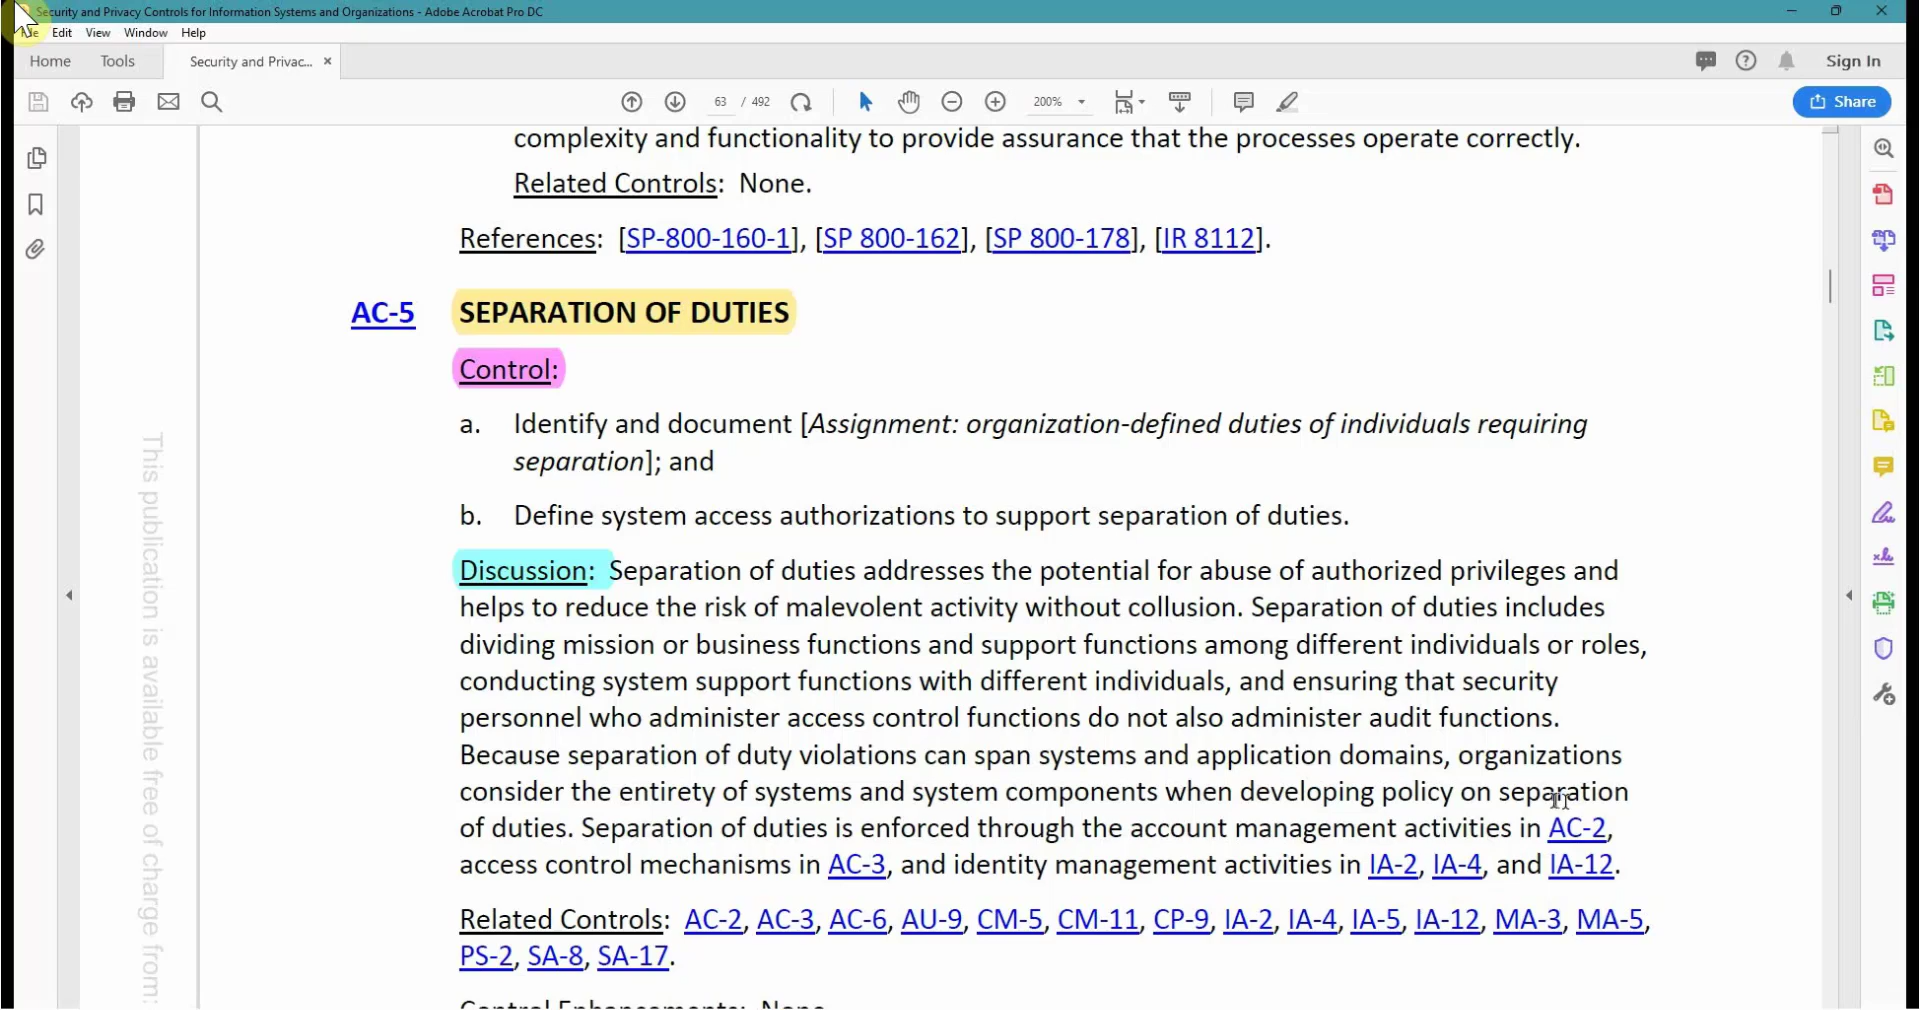 Security and Privacy Controls for Information Systems and Organizations - Adobe Acrobat Pro DC
File Edit View Window Help
Home Tools Security and Privac... × Sign In
63 / 492 200% Share
complexity and functionality to provide assurance that the processes operate correctly.
Related Controls: None.
References: [SP-800-160-1], [SP 800-162], [SP 800-178], [IR 8112].
AC-5 SEPARATION OF DUTIES
Control:
a. Identify and document [Assignment: organization-defined duties of individuals requiring
separation]; and
b. Define system access authorizations to support separation of duties.
Discussion: Separation of duties addresses the potential for abuse of authorized privileges and
helps to reduce the risk of malevolent activity without collusion. Separation of duties includes
dividing mission or business functions and support functions among different individuals or roles,
conducting system support functions with different individuals, and ensuring that security
personnel who administer access control functions do not also administer audit functions.
Because separation of duty violations can span systems and application domains, organizations
consider the entirety of systems and system components when developing policy on separation
of duties. Separation of duties is enforced through the account management activities in AC-2,
access control mechanisms in AC-3, and identity management activities in IA-2, IA-4, and IA-12.
Related Controls: AC-2, AC-3, AC-6, AU-9, CM-5, CM-11, CP-9, IA-2, IA-4, IA-5, IA-12, MA-3, MA-5,
PS-2, SA-8, SA-17.
Control Enhancements: None
This publication is available free of charge from: